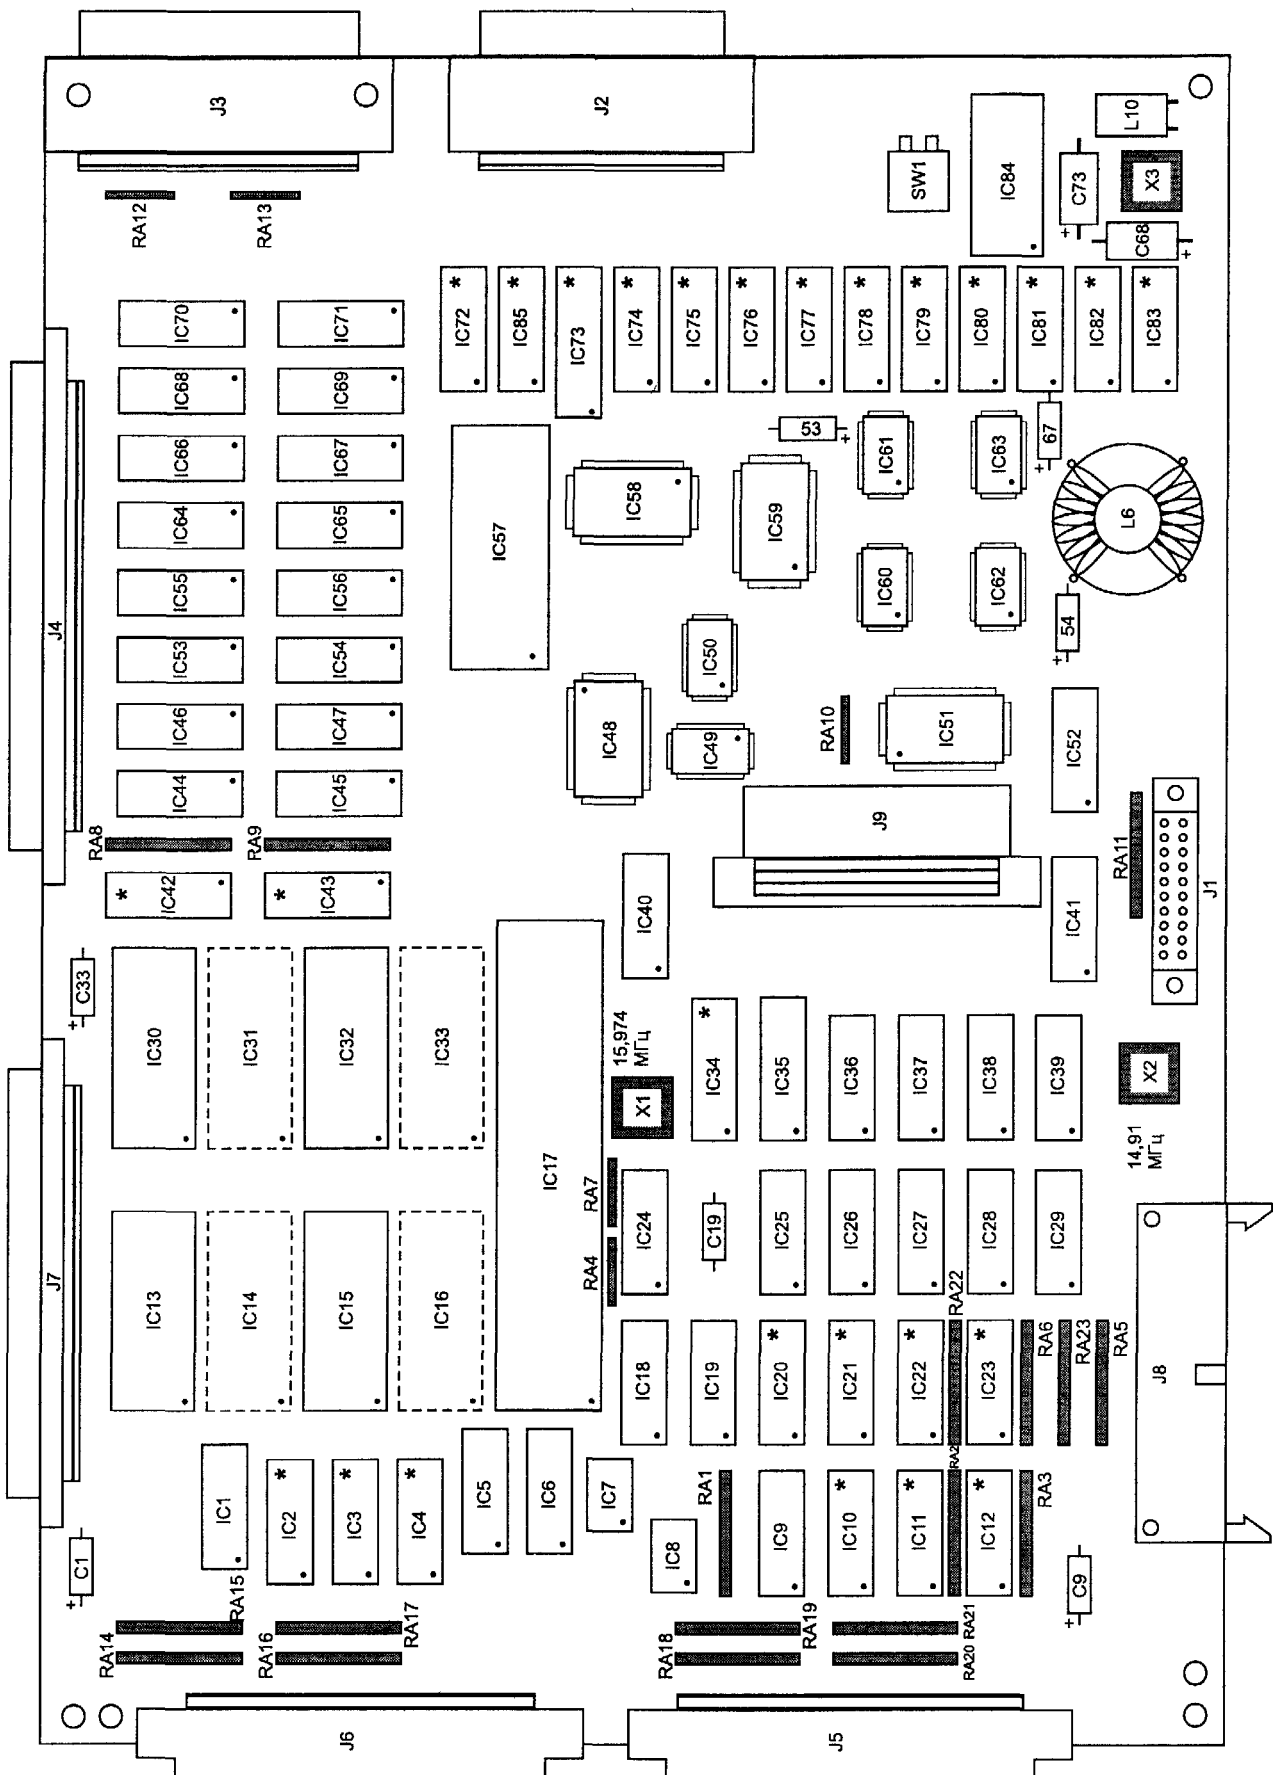 J3
J2
L10
SW1
IC84
C73
X3
RA12
RA13
C68
+
+
IC70
IC71
IC72 *
IC85 *
IC73 *
IC74 *
IC75 *
IC76 *
IC77 *
IC78 *
IC79 *
IC80 *
IC81 *
IC82 *
IC83 *
IC68
IC69
IC66
IC67
53
+
67
+
IC61
IC63
IC64
IC65
IC58
IC57
IC59
L6
IC55
IC56
IC60
IC62
J4
IC53
IC54
IC50
54
+
IC46
IC47
IC48
IC49
RA10
IC51
IC52
IC44
IC45
RA8
RA9
J9
RA11
J1
* IC42
* IC43
IC40
IC41
C33
+
IC30
IC31
IC32
IC33
15,974
МГц
X1
IC34 *
IC35
IC36
IC37
IC38
IC39
X2
14,91
МГц
IC17
RA7
RA4
IC24
C19
IC25
IC26
IC27
IC28
IC29
J7
IC13
IC14
IC15
IC16
RA22
IC18
IC19
IC20 *
IC21 *
IC22 *
IC23 *
RA6
RA23
RA5
J8
IC1
IC2 *
IC3 *
IC4 *
IC5
IC6
IC7
IC8
RA1
RA2
IC9
IC10 *
IC11 *
IC12 *
RA3
C1
+
C9
+
RA14
RA15
RA16
RA17
RA18
RA19
RA20
RA21
J6
J5